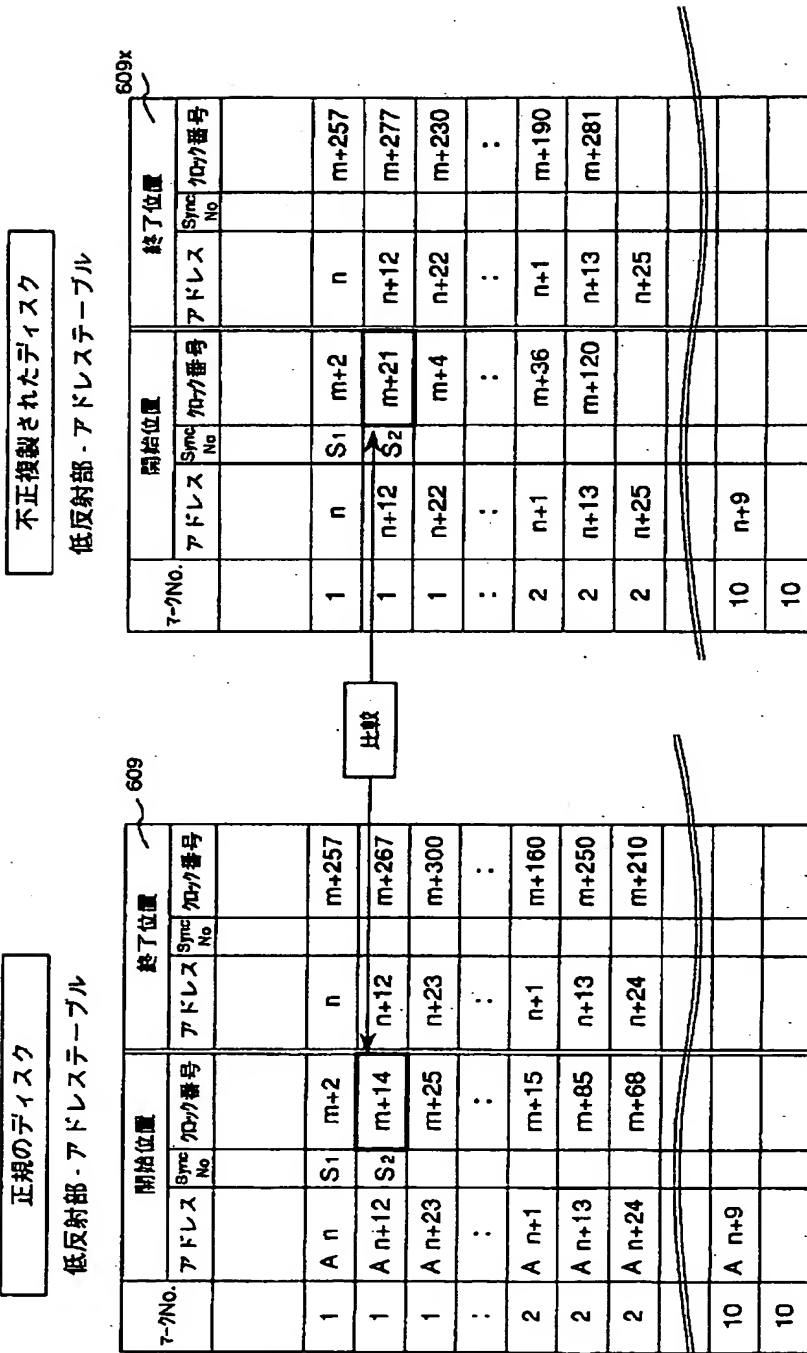 正規のディスク
低反射部-アドレステーブル
609
マークNo. 開始位置 終了位置
アドレス Sync No クロック番号 アドレス Sync No クロック番号
1 A n S1 m+2 n m+257
1 A n+12 S2 m+14 n+12 m+267
1 A n+23 m+25 n+23 m+300
: : : : :
2 A n+1 m+15 n+1 m+160
2 A n+13 m+85 n+13 m+250
2 A n+24 m+68 n+24 m+210
10 A n+9
10
比較
不正複製されたディスク
低反射部-アドレステーブル
609x
マークNo. 開始位置 終了位置
アドレス Sync No クロック番号 アドレス Sync No クロック番号
1 n S1 m+2 n m+257
1 n+12 S2 m+21 n+12 m+277
1 n+22 m+4 n+22 m+230
: : : : :
2 n+1 m+36 n+1 m+190
2 n+13 m+120 n+13 m+281
2 n+25 n+25
10 n+9
10